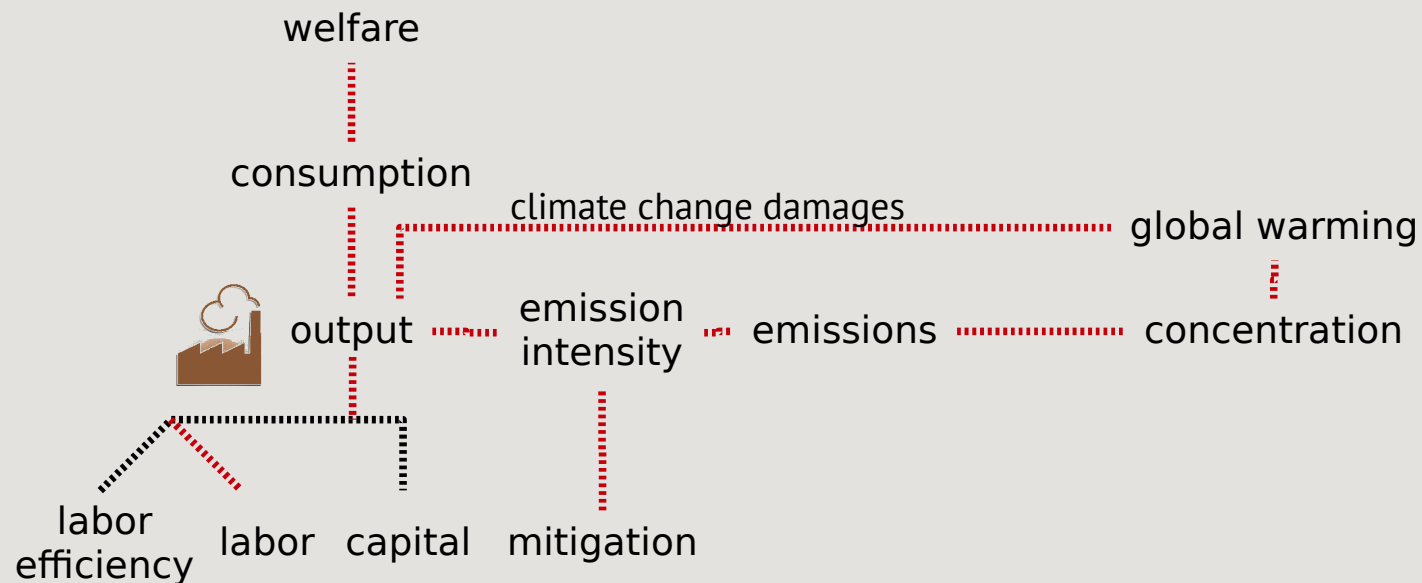 welfare
consumption
climate change damages
global warming
output
emission
intensity
emissions
concentration
labor
efficiency
labor
capital
mitigation